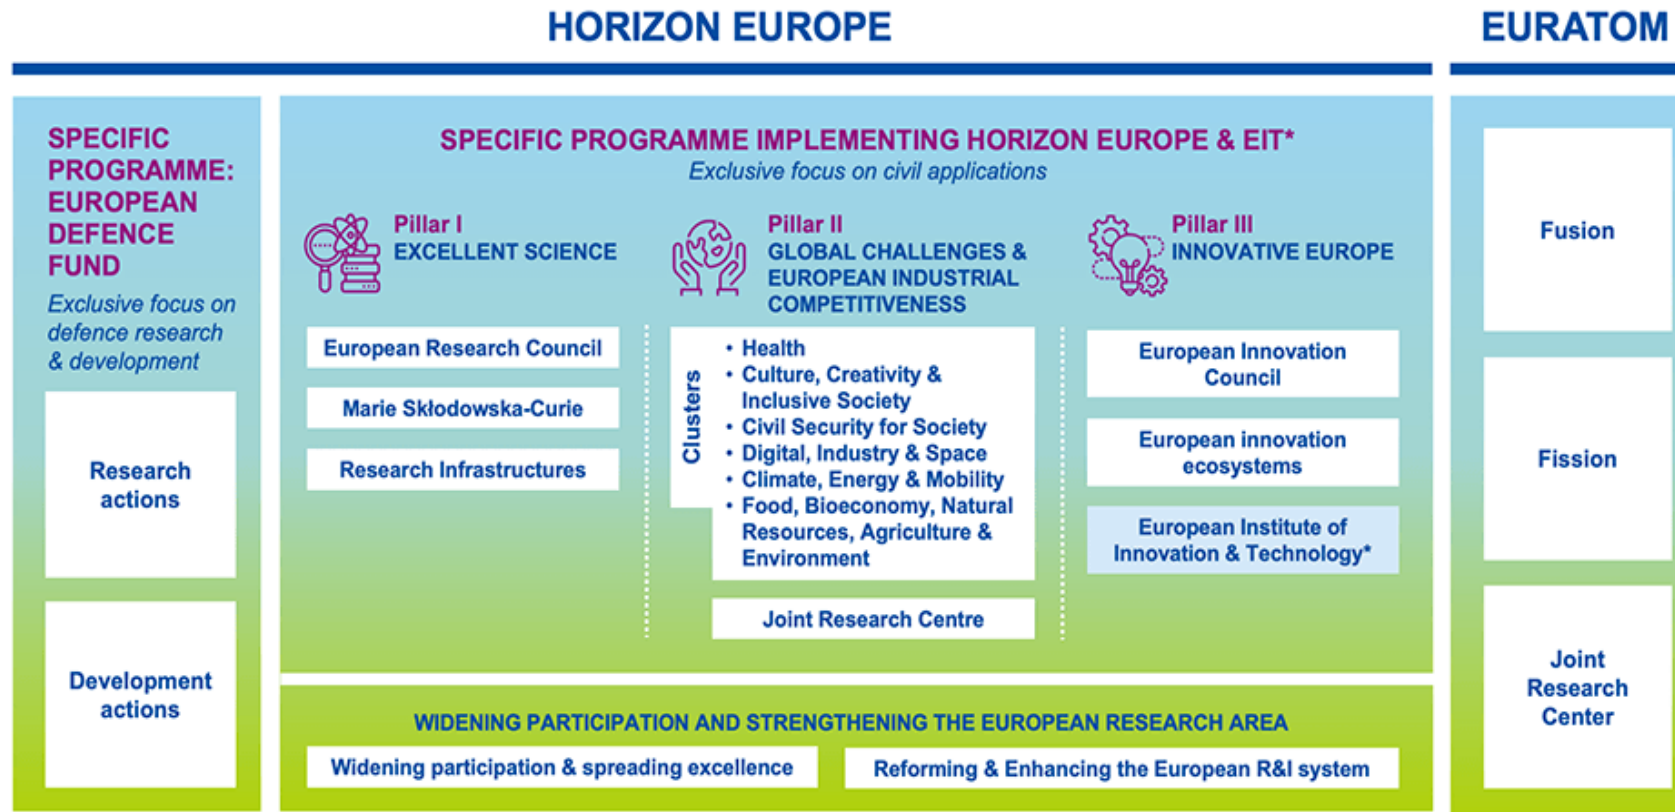 HORIZON EUROPE
EURATOM
SPECIFIC
PROGRAMME:
EUROPEAN
DEFENCE
FUND
Exclusive focus on
defence research
& development
Research
actions
Development
actions
SPECIFIC PROGRAMME IMPLEMENTING HORIZON EUROPE & EIT*
Exclusive focus on civil applications
Pillar I
EXCELLENT SCIENCE
European Research Council
Marie Skłodowska-Curie
Research Infrastructures
Pillar II
GLOBAL CHALLENGES &
EUROPEAN INDUSTRIAL
COMPETITIVENESS
Clusters
• Health
• Culture, Creativity &
Inclusive Society
• Civil Security for Society
• Digital, Industry & Space
• Climate, Energy & Mobility
• Food, Bioeconomy, Natural
Resources, Agriculture &
Environment
Joint Research Centre
Pillar III
INNOVATIVE EUROPE
European Innovation
Council
European innovation
ecosystems
European Institute of
Innovation & Technology*
WIDENING PARTICIPATION AND STRENGTHENING THE EUROPEAN RESEARCH AREA
Widening participation & spreading excellence
Reforming & Enhancing the European R&I system
Fusion
Fission
Joint
Research
Center